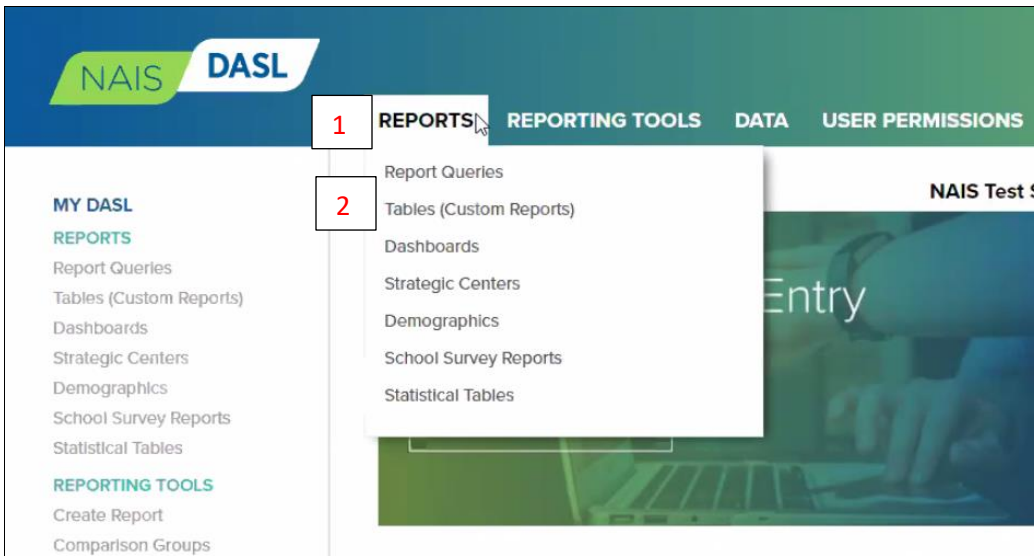 NAIS DASL
1 REPORTS REPORTING TOOLS DATA USER PERMISSIONS
Report Queries
2 Tables (Custom Reports)
Dashboards
Strategic Centers
Demographics
School Survey Reports
Statistical Tables
NAIS Test S
Entry
MY DASL
REPORTS
Report Queries
Tables (Custom Reports)
Dashboards
Strategic Centers
Demographics
School Survey Reports
Statistical Tables
REPORTING TOOLS
Create Report
Comparison Groups